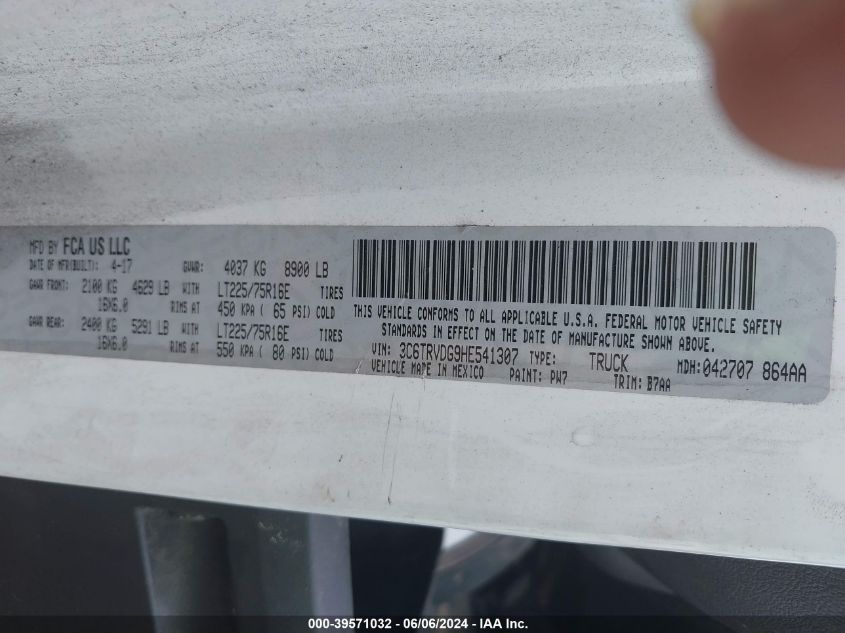 MFD BY FCA US LLC
DATE OF MFR(BUILT): 4-17 GVWR: 4037 KG 8900 LB
GAWR FRONT: 2100 KG 4629 LB WITH LT225/75R16E TIRES
16X6.0 RIMS AT 450 KPA ( 65 PSI) COLD
GAWR REAR: 2400 KG 5291 LB WITH LT225/75R16E TIRES
16X6.0 RIMS AT 550 KPA ( 80 PSI) COLD
THIS VEHICLE CONFORMS TO ALL APPLICABLE U.S.A. FEDERAL MOTOR VEHICLE SAFETY
STANDARDS IN EFFECT ON THE DATE OF MANUFACTURE SHOWN ABOVE.
VIN: 3C6TRVDG9HE541307 TYPE: TRUCK MDH:042707 864AA
VEHICLE MADE IN MEXICO PAINT: PW7 TRIM: B7AA
000-39571032 - 06/06/2024 - IAAI.COM - Copyright © 2024 IAA, Inc.